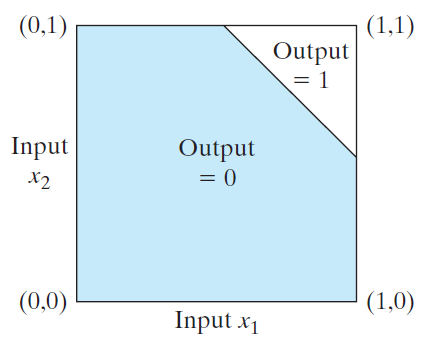 (0,1)
(1,1)
Output
= 1
Input
x₂
Output
= 0
(0,0)
(1,0)
Input x₁